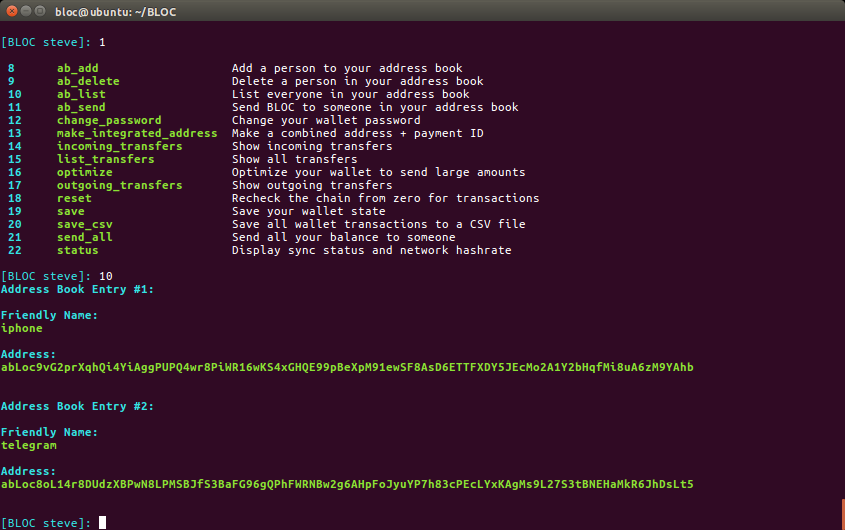 bloc@ubuntu: ~/BLOC
[BLOC steve]: 1
8 ab_add Add a person to your address book
9 ab_delete Delete a person in your address book
10 ab_list List everyone in your address book
11 ab_send Send BLOC to someone in your address book
12 change_password Change your wallet password
13 make_integrated_address Make a combined address + payment ID
14 incoming_transfers Show incoming transfers
15 list_transfers Show all transfers
16 optimize Optimize your wallet to send large amounts
17 outgoing_transfers Show outgoing transfers
18 reset Recheck the chain from zero for transactions
19 save Save your wallet state
20 save_csv Save all wallet transactions to a CSV file
21 send_all Send all your balance to someone
22 status Display sync status and network hashrate
[BLOC steve]: 10
Address Book Entry #1:
Friendly Name:
iphone
Address:
abLoc9vG2prXqhQi4YiAggPUPQ4wr8PiWR16wKS4xGHQE99pBeXpM91ewSF8AsD6ETTFXDY5JEcMo2A1Y2bHqfMi8uA6zM9YAhb
Address Book Entry #2:
Friendly Name:
telegram
Address:
abLoc8oL14r8DUdzXBPwN8LPMSBJfS3BaFG96gQPhFWRNBw2g6AHpFoJyuYP7h83cPEcLYxKAgMs9L27S3tBNEHaMkR6JhDsLt5
[BLOC steve]: